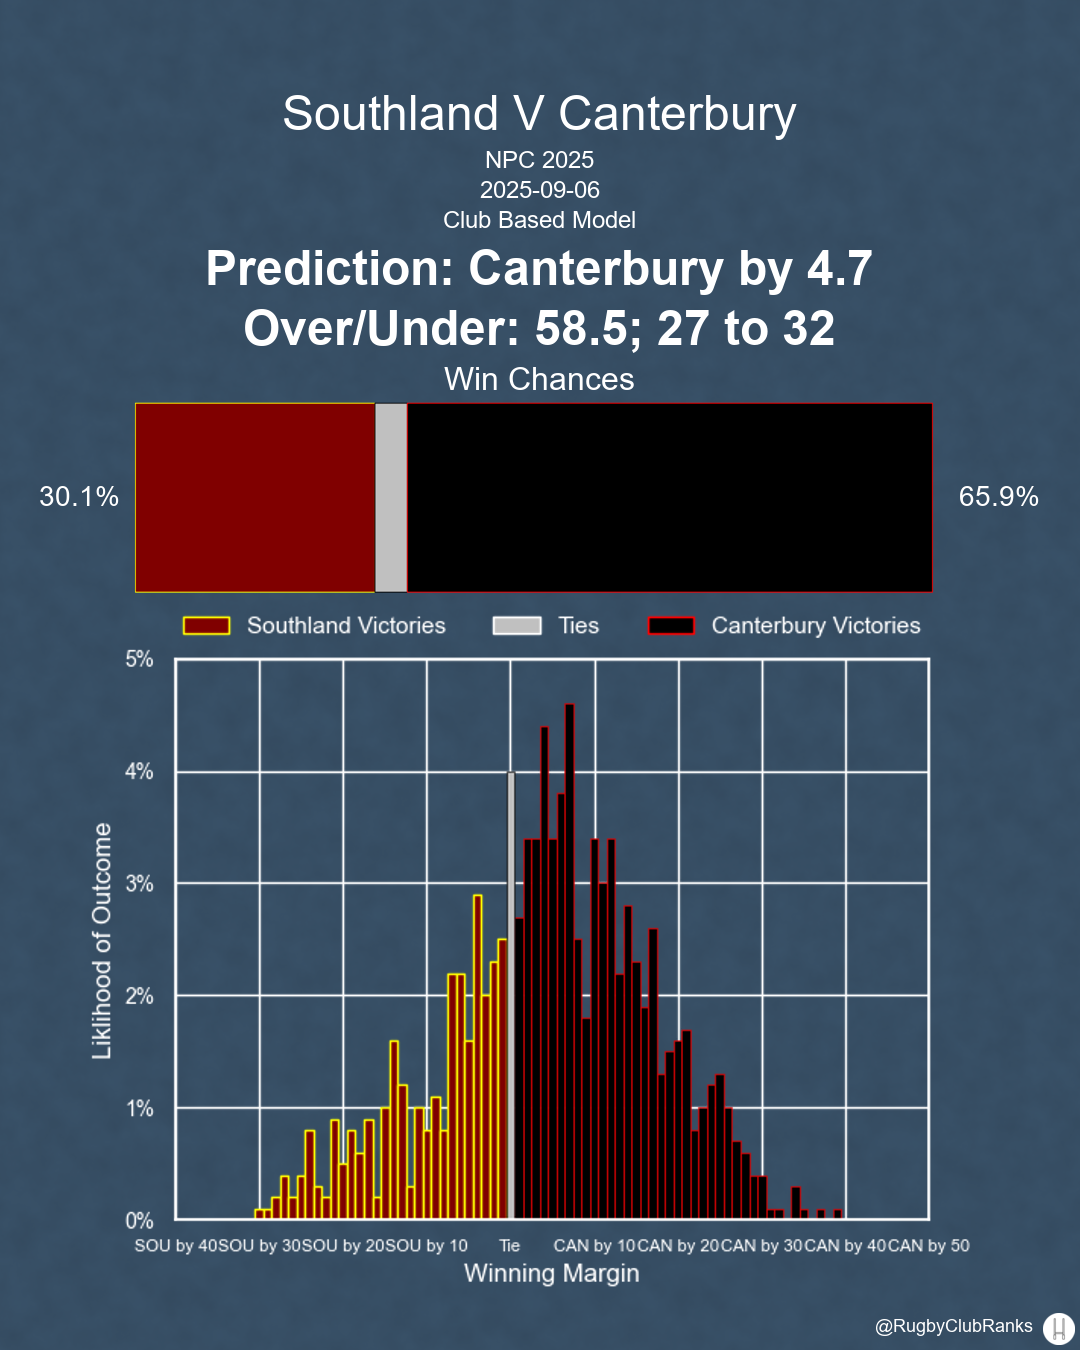 Southland V Canterbury
NPC 2025
2025-09-06
Club Based Model
Prediction: Canterbury by 4.7
Over/Under: 58.5; 27 to 32
Win Chances
30.1%
65.9%
Southland Victories
Ties
Canterbury Victories
5%
4%
3%
2%
1%
0%
Liklihood of Outcome
SOU by 40
SOU by 30
SOU by 20
SOU by 10
Tie
CAN by 10
CAN by 20
CAN by 30
CAN by 40
CAN by 50
Winning Margin
@RugbyClubRanks